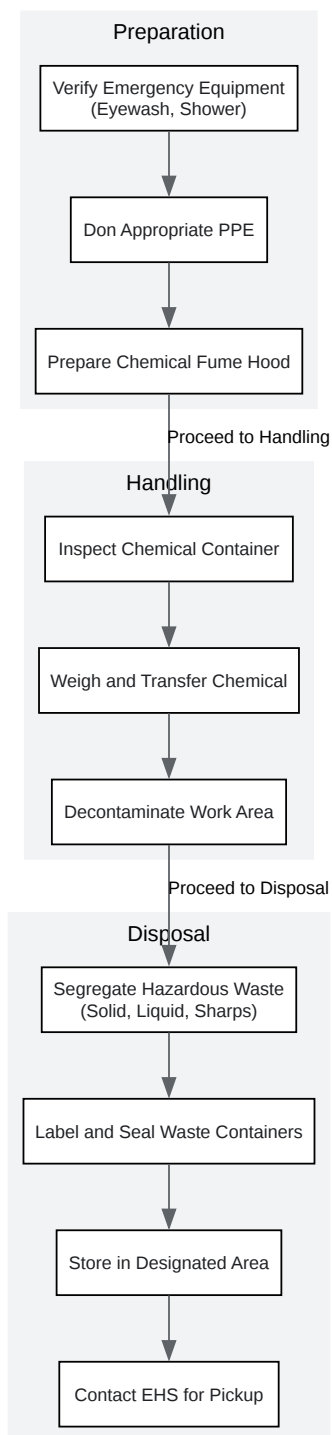 Preparation
Verify Emergency Equipment
(Eyewash, Shower)
Don Appropriate PPE
Prepare Chemical Fume Hood
Proceed to Handling
Handling
Inspect Chemical Container
Weigh and Transfer Chemical
Decontaminate Work Area
Proceed to Disposal
Disposal
Segregate Hazardous Waste
(Solid, Liquid, Sharps)
Label and Seal Waste Containers
Store in Designated Area
Contact EHS for Pickup